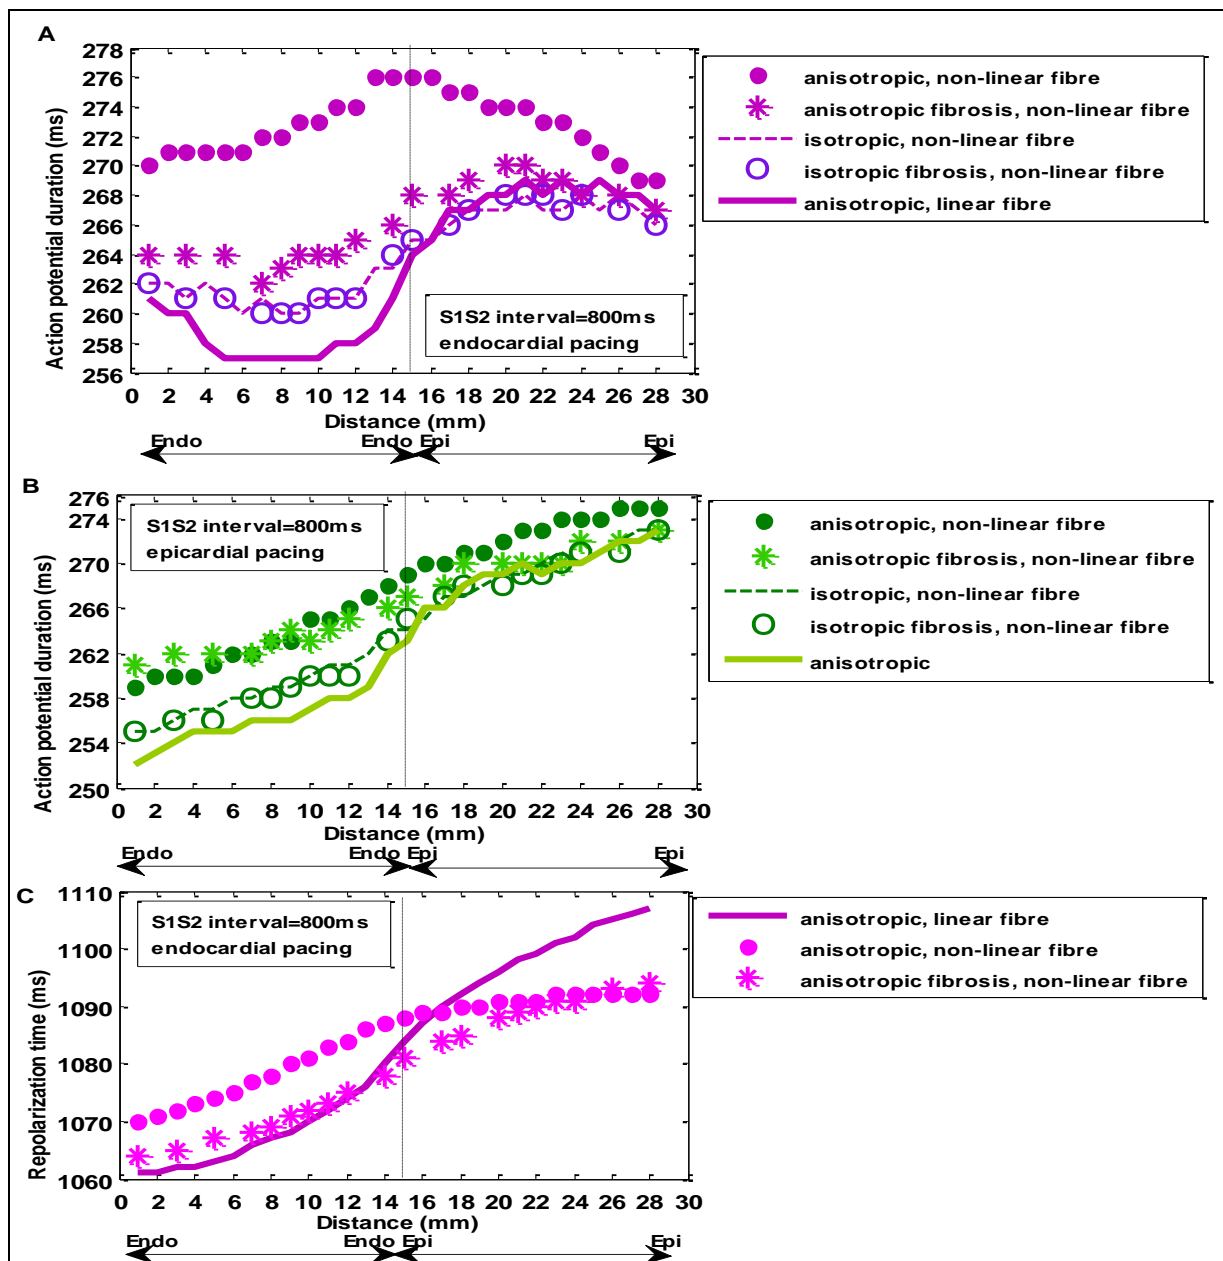 A
278
276
274
272
270
268
266
264
262
260
258
256
Action potential duration (ms)
S1S2 interval=800ms
endocardial pacing
0 2 4 6 8 10 12 14 16 18 20 22 24 26 28 30
Distance (mm)
Endo Endo Epi Epi
anisotropic, non-linear fibre
anisotropic fibrosis, non-linear fibre
isotropic, non-linear fibre
isotropic fibrosis, non-linear fibre
anisotropic, linear fibre
B
276
274
270
266
262
258
254
250
Action potential duration (ms)
S1S2 interval=800ms
epicardial pacing
0 2 4 6 8 10 12 14 16 18 20 22 24 26 28 30
Distance (mm)
Endo Endo Epi Epi
anisotropic, non-linear fibre
anisotropic fibrosis, non-linear fibre
isotropic, non-linear fibre
isotropic fibrosis, non-linear fibre
anisotropic
C
1110
1100
1090
1080
1070
1060
Repolarization time (ms)
S1S2 interval=800ms
endocardial pacing
0 2 4 6 8 10 12 14 16 18 20 22 24 26 28 30
Distance (mm)
Endo Endo Epi Epi
anisotropic, linear fibre
anisotropic, non-linear fibre
anisotropic fibrosis, non-linear fibre